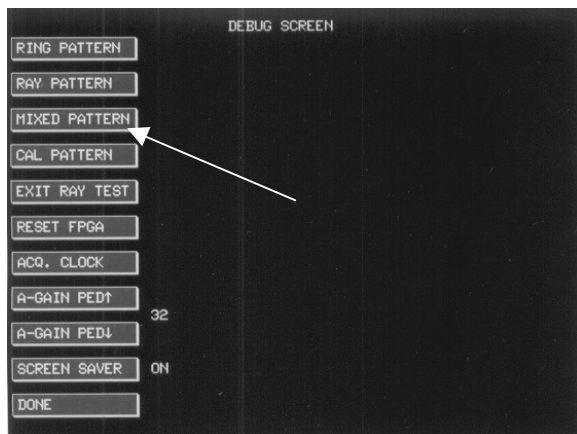 DEBUG SCREEN
RING PATTERN
RAY PATTERN
MIXED PATTERN
CAL PATTERN
EXIT RAY TEST
RESET FPGA
ACQ. CLOCK
A-GAIN PED↑
32
A-GAIN PED↓
SCREEN SAVER ON
DONE